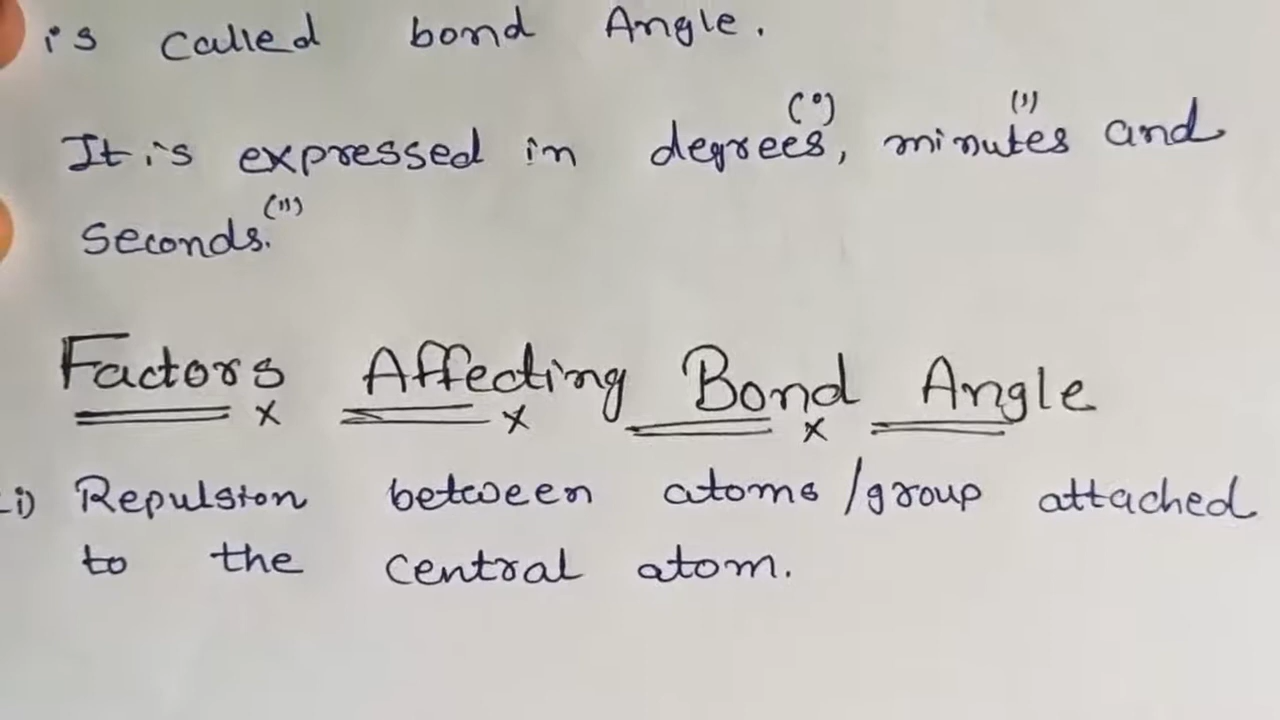 is called bond Angle.
(°) (')
It is expressed in degrees, minutes and
('')
seconds.
Factors Affecting Bond Angle
x x x
i) Repulsion between atoms/group attached
to the central atom.